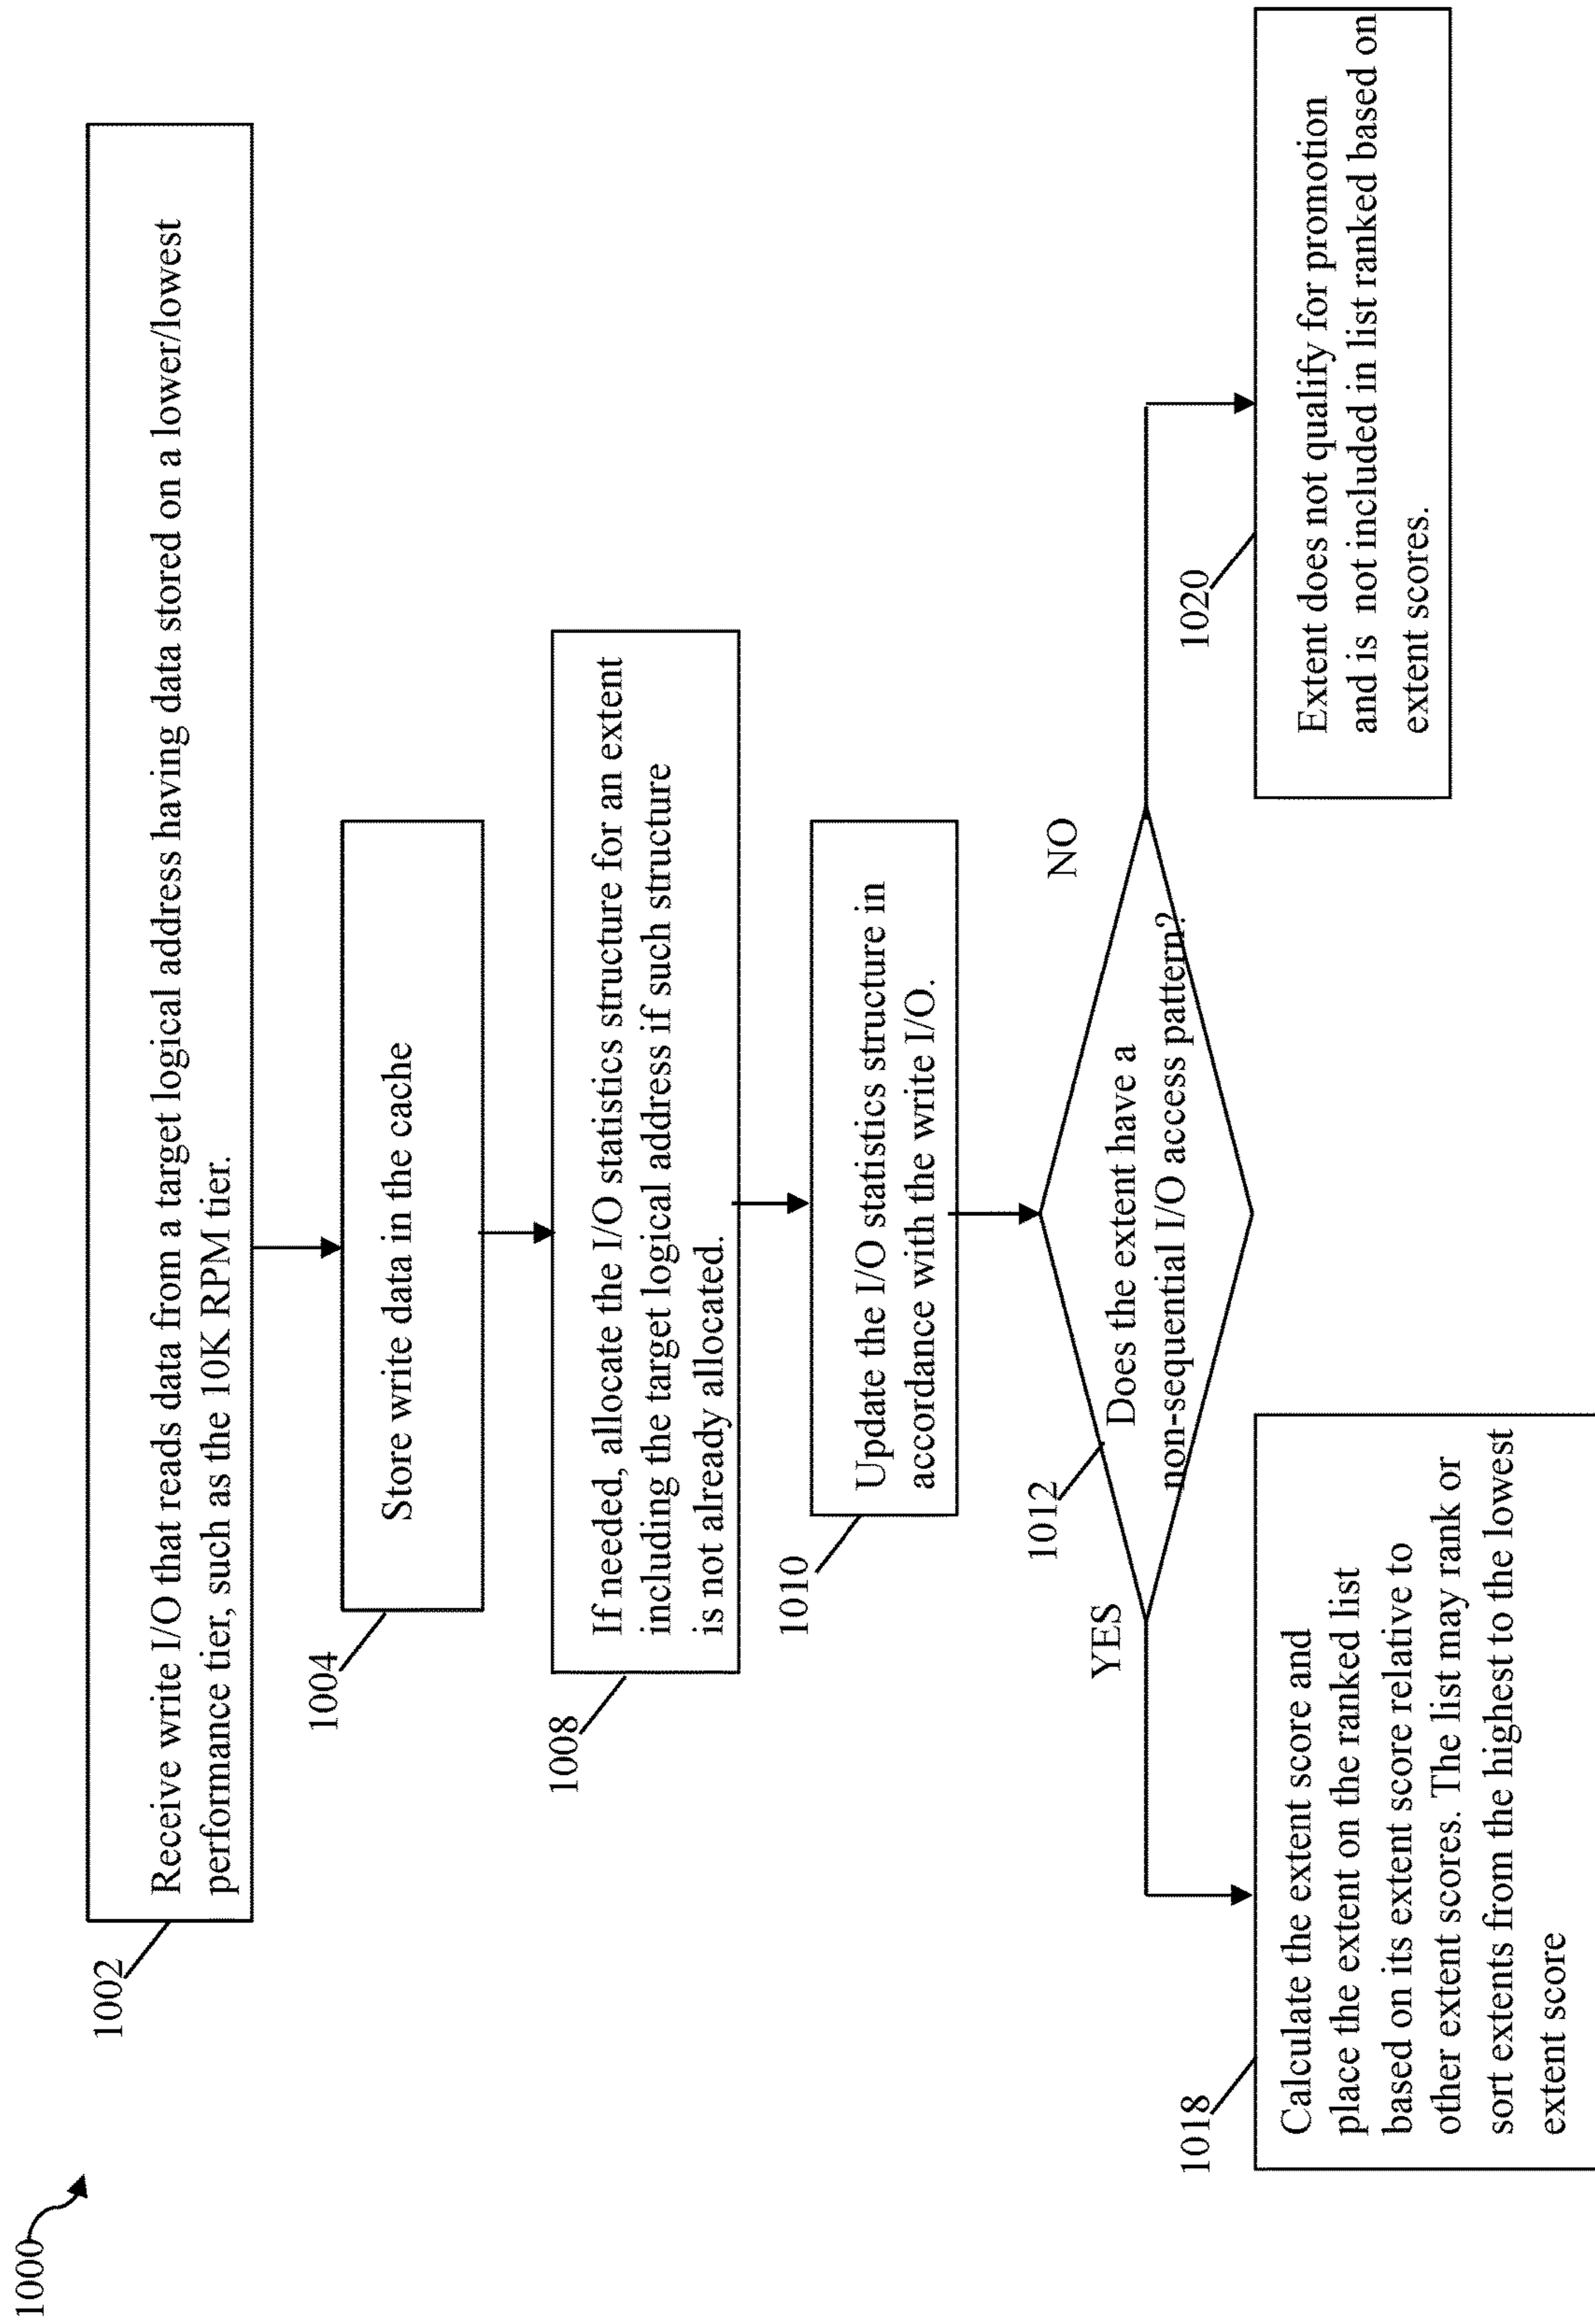 1000
1002
Receive write I/O that reads data from a target logical address having data stored on a lower/lowest
performance tier, such as the 10K RPM tier.
1004
Store write data in the cache
1008
If needed, allocate the I/O statistics structure for an extent
including the target logical address if such structure
is not already allocated.
1010
Update the I/O statistics structure in
accordance with the write I/O.
1012
Does the extent have a
non-sequential I/O access pattern?
YES
NO
1018
Calculate the extent score and
place the extent on the ranked list
based on its extent score relative to
other extent scores. The list may rank or
sort extents from the highest to the lowest
extent score
1020
Extent does not qualify for promotion
and is not included in list ranked based on
extent scores.